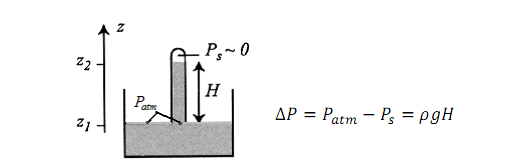 z
P_s ~ 0
z_2
H
P_atm
z_1
ΔP = P_atm − P_s = ρgH